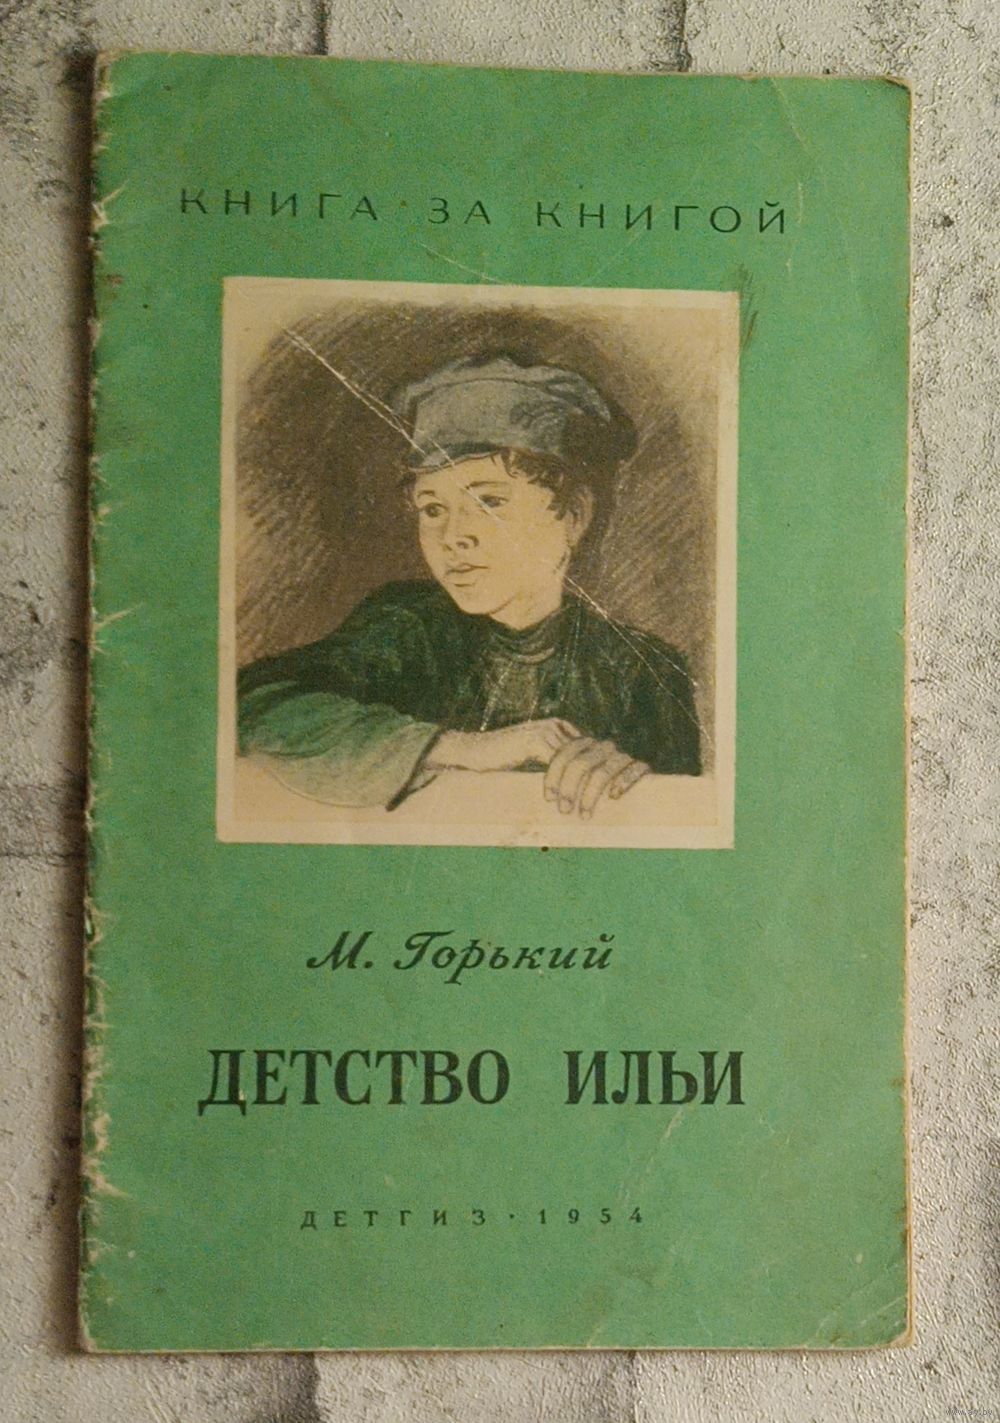 КНИГА ЗА КНИГОЙ
М. Горький
ДЕТСТВО ИЛЬИ
ДЕТГИЗ · 1954